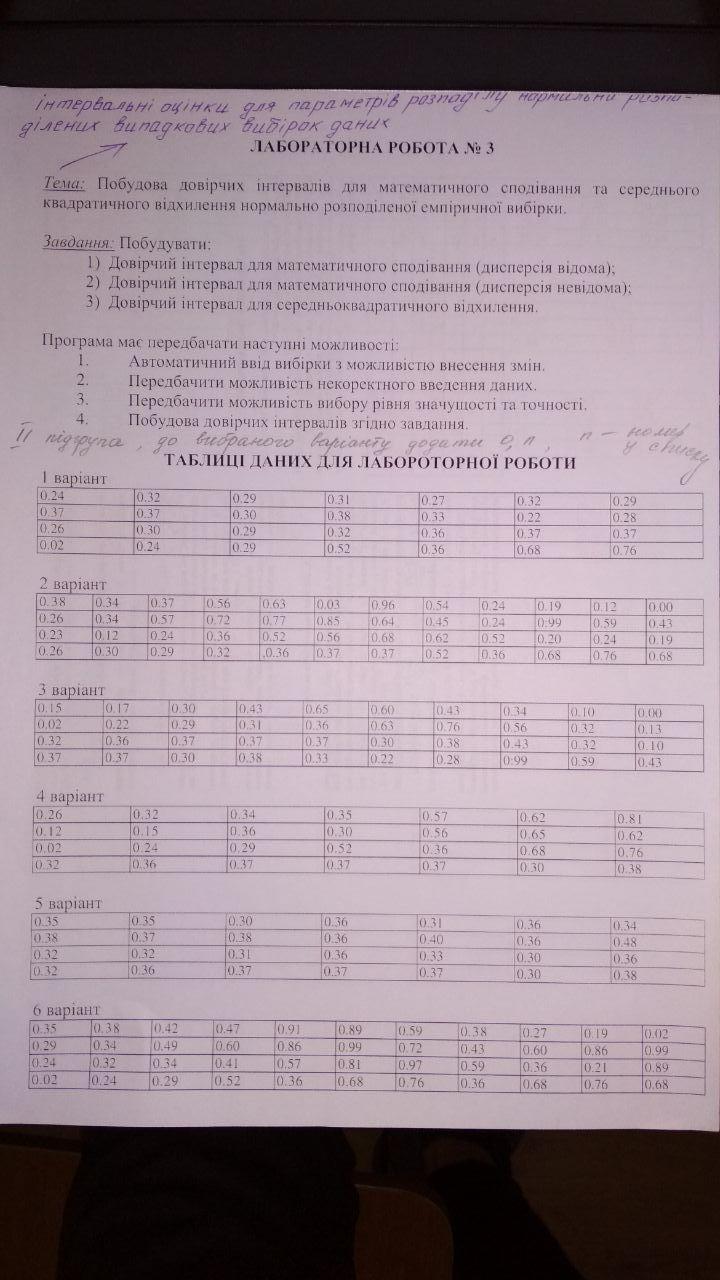 інтервальні оцінки для параметрів розподілу нормальни розпо-
ділених випадкових вибірок даних
ЛАБОРАТОРНА РОБОТА № 3
Тема: Побудова довірчих інтервалів для математичного сподівання та середнього
квадратичного відхилення нормально розподіленої емпіричної вибірки.
Завдання: Побудувати:
1) Довірчий інтервал для математичного сподівання (дисперсія відома);
2) Довірчий інтервал для математичного сподівання (дисперсія невідома);
3) Довірчий інтервал для середньоквадратичного відхилення.
Програма має передбачати наступні можливості:
1. Автоматичний ввід вибірки з можливістю внесення змін.
2. Передбачити можливість некоректного введення даних.
3. Передбачити можливість вибору рівня значущості та точності.
4. Побудова довірчих інтервалів згідно завдання.
II підгрупа, до вибраного варіанту додати 0,n, n – номер
у списку
ТАБЛИЦІ ДАНИХ ДЛЯ ЛАБОРОТОРНОЇ РОБОТИ
1 варіант
0.24 0.32 0.29 0.31 0.27 0.32 0.29
0.37 0.37 0.30 0.38 0.33 0.22 0.28
0.26 0.30 0.29 0.32 0.36 0.37 0.37
0.02 0.24 0.29 0.52 0.36 0.68 0.76
2 варіант
0.38 0.34 0.37 0.56 0.63 0.03 0.96 0.54 0.24 0.19 0.12 0.00
0.26 0.34 0.57 0.72 0.77 0.85 0.64 0.45 0.24 0:99 0.59 0.43
0.23 0.12 0.24 0.36 0.52 0.56 0.68 0.62 0.52 0.20 0.24 0.19
0.26 0.30 0.29 0.32 .0.36 0.37 0.37 0.52 0.36 0.68 0.76 0.68
3 варіант
0.15 0.17 0.30 0.43 0.65 0.60 0.43 0.34 0.10 0.00
0.02 0.22 0.29 0.31 0.36 0.63 0.76 0.56 0.32 0.13
0.32 0.36 0.37 0.37 0.37 0.30 0.38 0.43 0.32 0.10
0.37 0.37 0.30 0.38 0.33 0.22 0.28 0:99 0.59 0.43
4 варіант
0.26 0.32 0.34 0.35 0.57 0.62 0.81
0.12 0.15 0.36 0.30 0.56 0.65 0.62
0.02 0.24 0.29 0.52 0.36 0.68 0.76
0.32 0.36 0.37 0.37 0.37 0.30 0.38
5 варіант
0.35 0.35 0.30 0.36 0.31 0.36 0.34
0.38 0.37 0.38 0.36 0.40 0.36 0.48
0.32 0.32 0.31 0.36 0.33 0.30 0.36
0.32 0.36 0.37 0.37 0.37 0.30 0.38
6 варіант
0.35 0.38 0.42 0.47 0.91 0.89 0.59 0.38 0.27 0.19 0.02
0.29 0.34 0.49 0.60 0.86 0.99 0.72 0.43 0.60 0.86 0.99
0.24 0.32 0.34 0.41 0.57 0.81 0.97 0.59 0.36 0.21 0.89
0.02 0.24 0.29 0.52 0.36 0.68 0.76 0.36 0.68 0.76 0.68